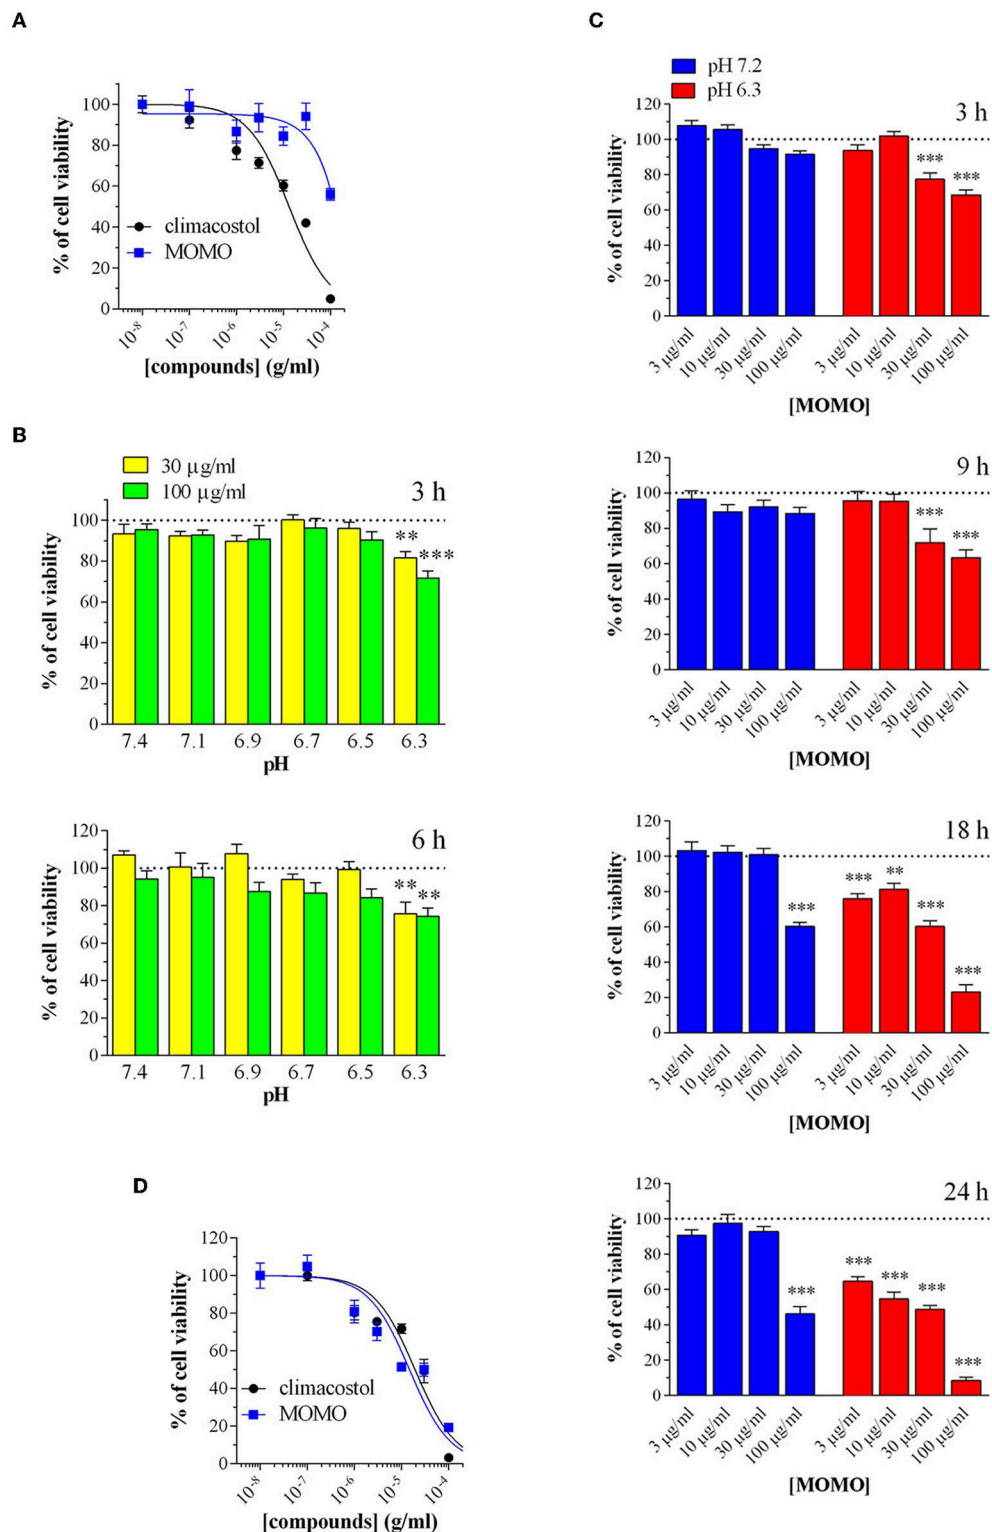 A
% of cell viability
100
80
60
40
20
0
climacostol
MOMO
10⁻⁸ 10⁻⁷ 10⁻⁶ 10⁻⁵ 10⁻⁴
[compounds] (g/ml)
B
30 µg/ml
100 µg/ml
3 h
% of cell viability
100
80
60
40
20
0
** ***
7.4 7.1 6.9 6.7 6.5 6.3
pH
6 h
% of cell viability
120
100
80
60
40
20
0
** **
7.4 7.1 6.9 6.7 6.5 6.3
pH
C
pH 7.2
pH 6.3
3 h
% of cell viability
120
100
80
60
40
20
0
*** ***
3 µg/ml 10 µg/ml 30 µg/ml 100 µg/ml 3 µg/ml 10 µg/ml 30 µg/ml 100 µg/ml
[MOMO]
9 h
% of cell viability
120
100
80
60
40
20
0
*** ***
3 µg/ml 10 µg/ml 30 µg/ml 100 µg/ml 3 µg/ml 10 µg/ml 30 µg/ml 100 µg/ml
[MOMO]
18 h
% of cell viability
120
100
80
60
40
20
0
*** *** ** *** ***
3 µg/ml 10 µg/ml 30 µg/ml 100 µg/ml 3 µg/ml 10 µg/ml 30 µg/ml 100 µg/ml
[MOMO]
24 h
% of cell viability
120
100
80
60
40
20
0
*** *** *** *** ***
3 µg/ml 10 µg/ml 30 µg/ml 100 µg/ml 3 µg/ml 10 µg/ml 30 µg/ml 100 µg/ml
[MOMO]
D
% of cell viability
120
100
80
60
40
20
0
climacostol
MOMO
10⁻⁸ 10⁻⁷ 10⁻⁶ 10⁻⁵ 10⁻⁴
[compounds] (g/ml)